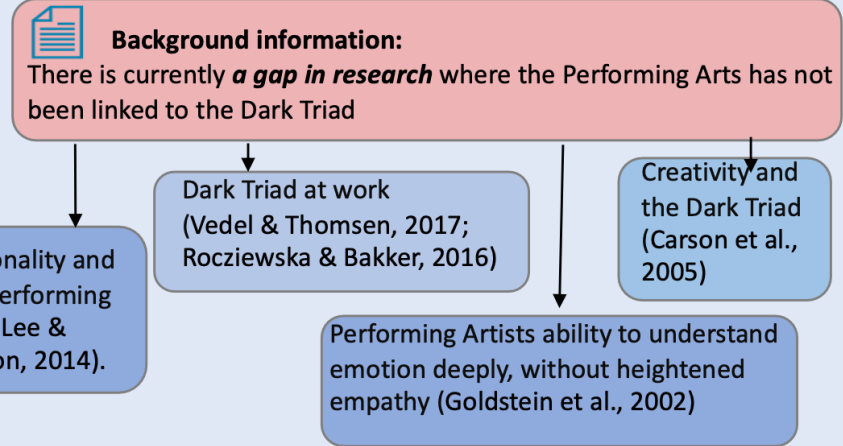 Background information:
There is currently a gap in research where the Performing Arts has not
been linked to the Dark Triad
Dark Triad at work
(Vedel & Thomsen, 2017;
Rocziewska & Bakker, 2016)
Creativity and
the Dark Triad
(Carson et al.,
2005)
onality and
erforming
Lee &
on, 2014).
Performing Artists ability to understand
emotion deeply, without heightened
empathy (Goldstein et al., 2002)